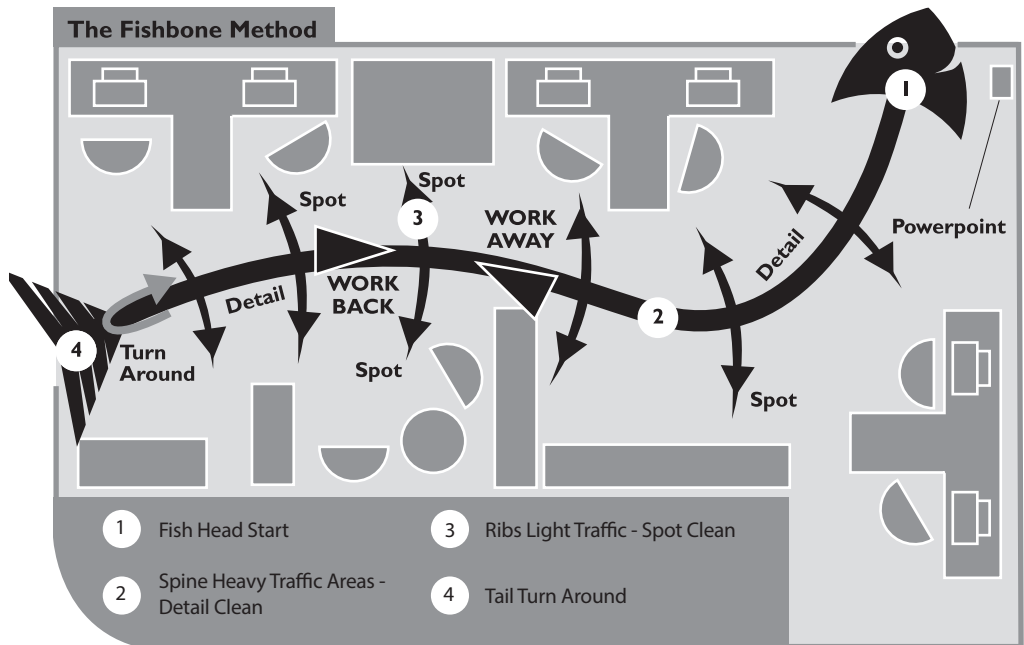 The Fishbone Method
1
Spot
Spot
3
WORK
AWAY
Detail
Powerpoint
WORK
BACK
Detail
2
4
Turn
Around
Spot
Spot
1 Fish Head Start
2 Spine Heavy Traffic Areas -
Detail Clean
3 Ribs Light Traffic - Spot Clean
4 Tail Turn Around